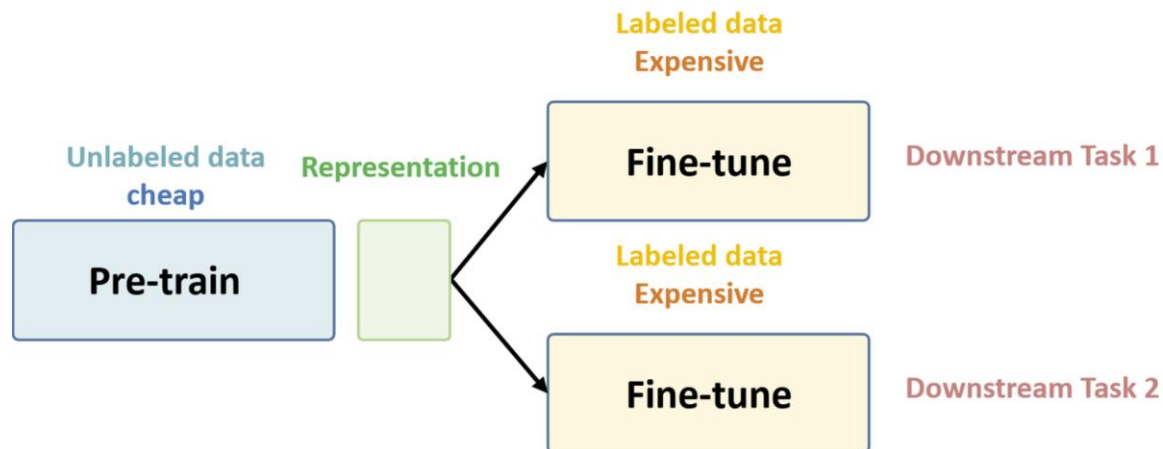 Unlabeled data
cheap
Pre-train
Representation
Labeled data
Expensive
Fine-tune
Downstream Task 1
Labeled data
Expensive
Fine-tune
Downstream Task 2